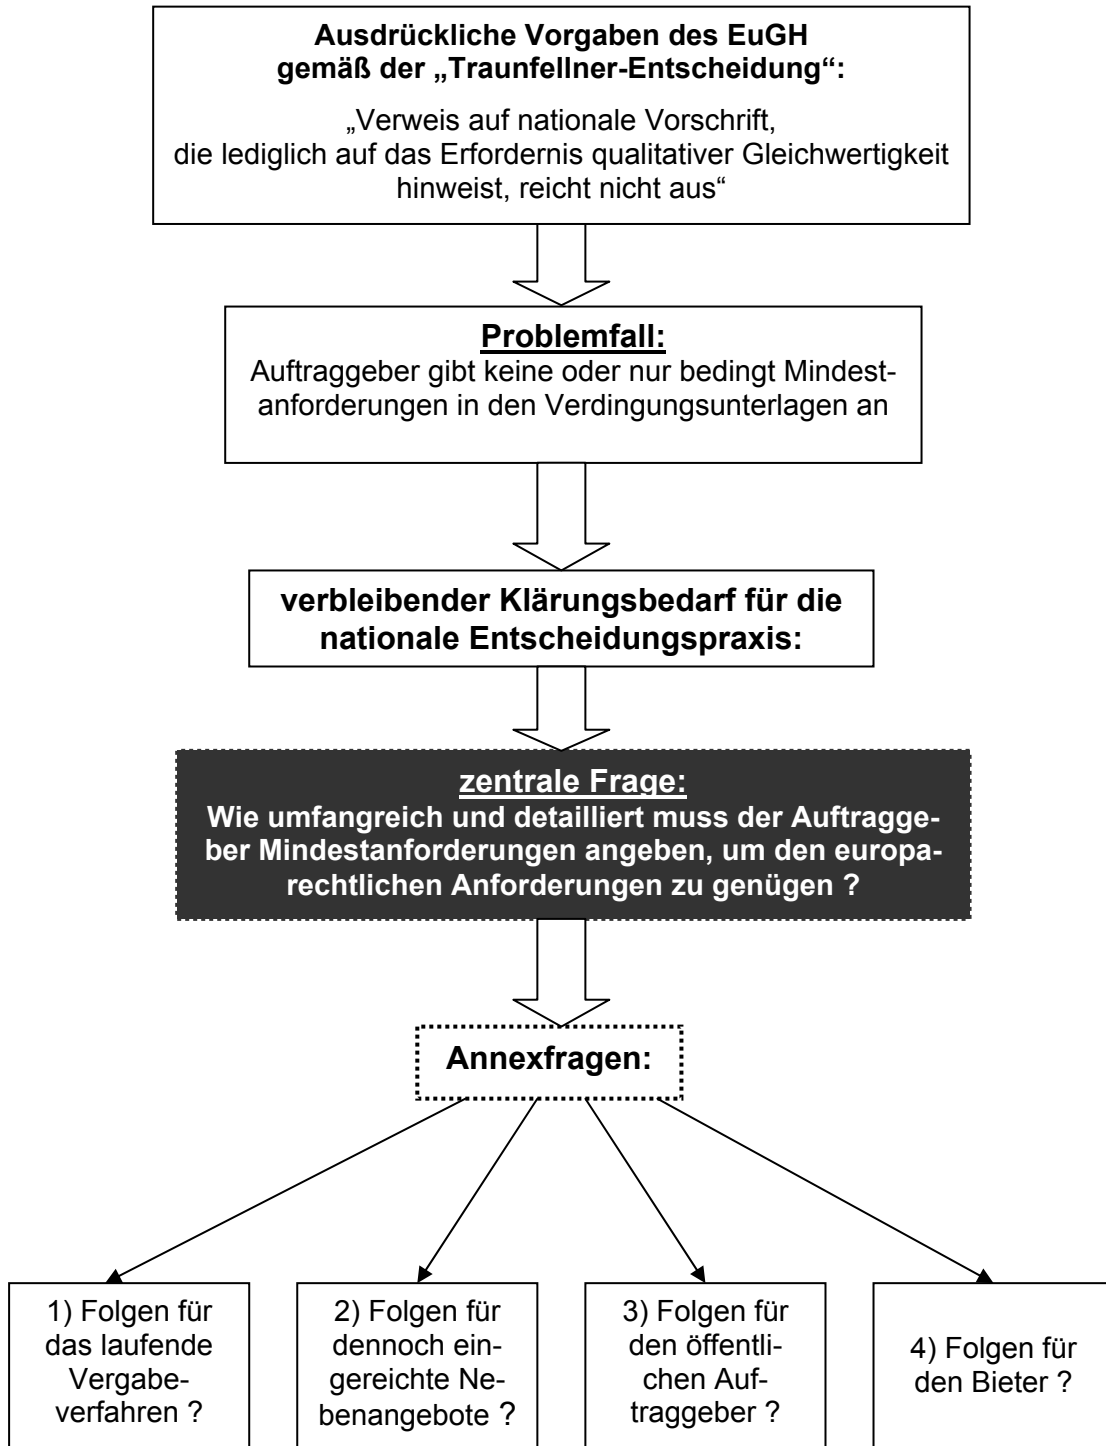 Ausdrückliche Vorgaben des EuGH
gemäß der „Traunfellner-Entscheidung“:
„Verweis auf nationale Vorschrift,
die lediglich auf das Erfordernis qualitativer Gleichwertigkeit
hinweist, reicht nicht aus“
Problemfall:
Auftraggeber gibt keine oder nur bedingt Mindest-
anforderungen in den Verdingungsunterlagen an
verbleibender Klärungsbedarf für die
nationale Entscheidungspraxis:
zentrale Frage:
Wie umfangreich und detailliert muss der Auftragge-
ber Mindestanforderungen angeben, um den europa-
rechtlichen Anforderungen zu genügen ?
Annexfragen:
1) Folgen für
das laufende
Vergabe-
verfahren ?
2) Folgen für
dennoch ein-
gereichte Ne-
benangebote ?
3) Folgen für
den öffentli-
chen Auf-
traggeber ?
4) Folgen für
den Bieter ?